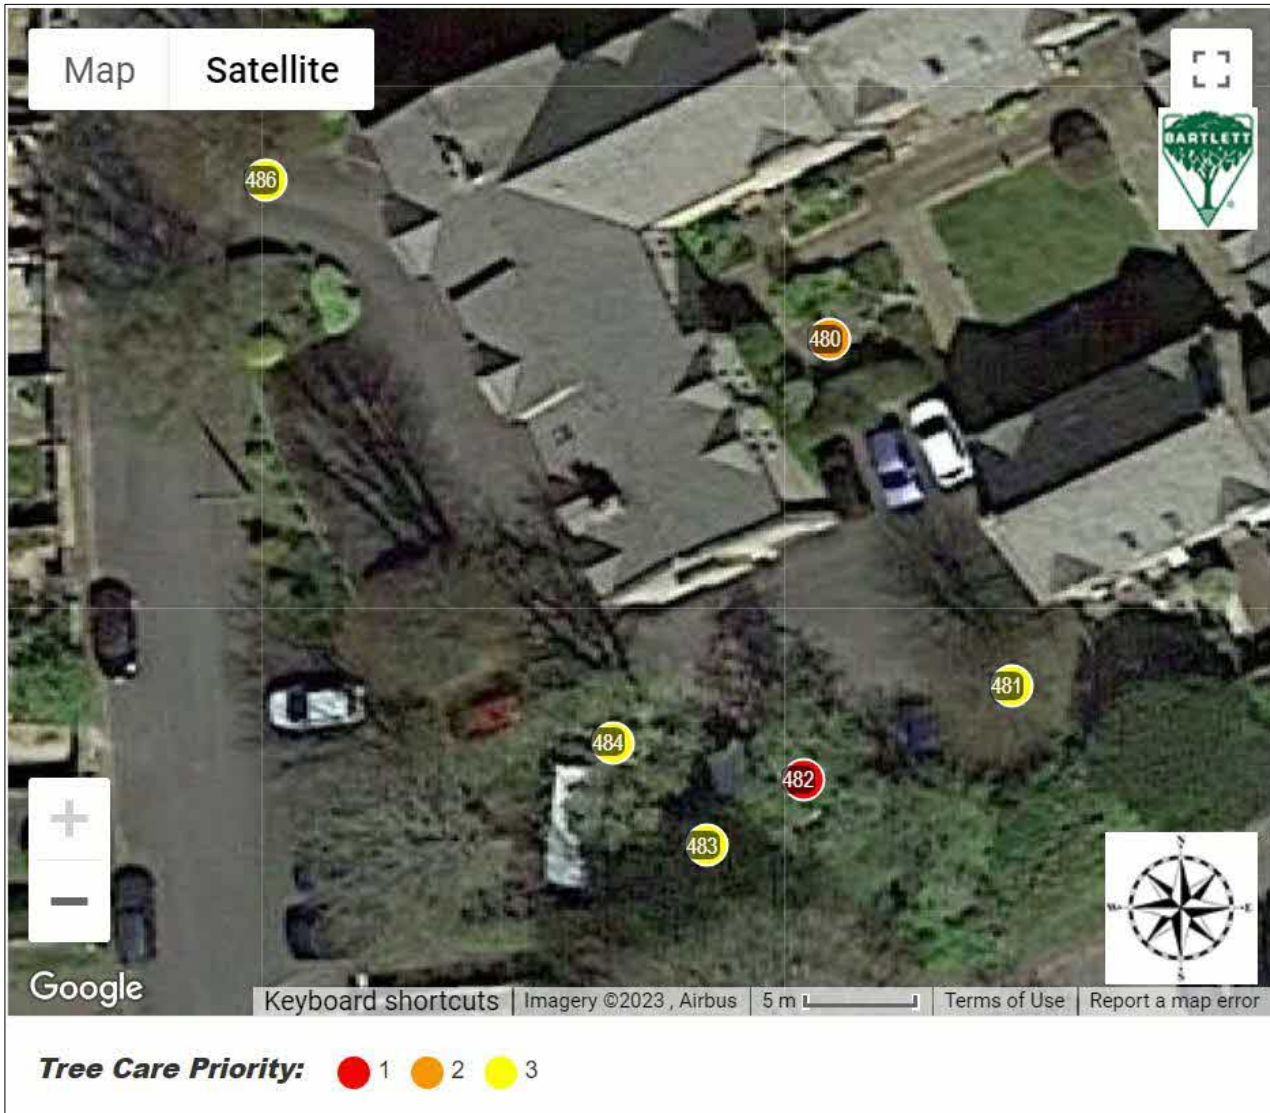 Map Satellite
BARTLETT
®
486
480
481
484
482
483
N
W E
S
Google
Keyboard shortcuts Imagery ©2023 , Airbus 5 m Terms of Use Report a map error
Tree Care Priority: 1 2 3